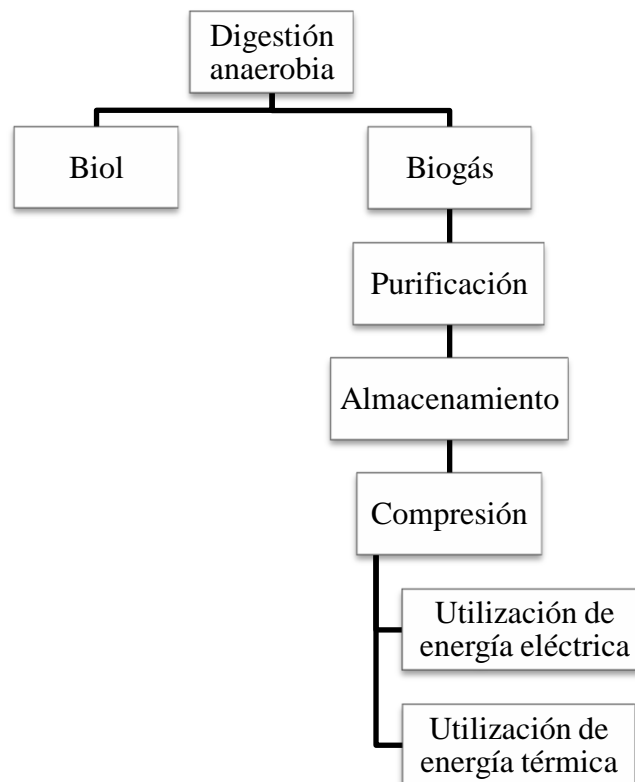 Digestión
anaerobia
Biol
Biogás
Purificación
Almacenamiento
Compresión
Utilización de
energía eléctrica
Utilización de
energía térmica